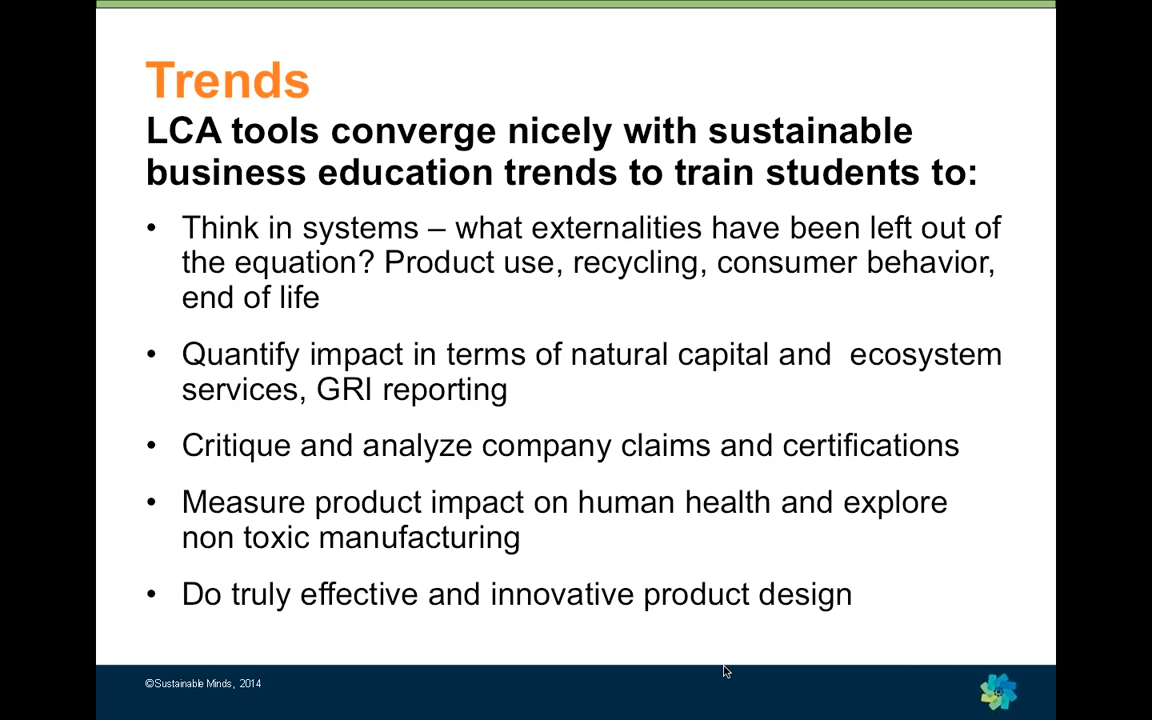 Trends
LCA tools converge nicely with sustainable
business education trends to train students to:
• Think in systems – what externalities have been left out of
the equation? Product use, recycling, consumer behavior,
end of life
• Quantify impact in terms of natural capital and  ecosystem
services, GRI reporting
• Critique and analyze company claims and certifications
• Measure product impact on human health and explore
non toxic manufacturing
• Do truly effective and innovative product design
©Sustainable Minds, 2014